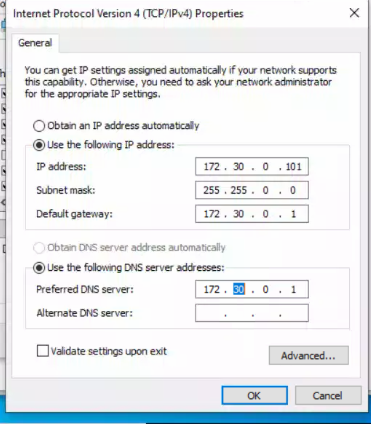 Internet Protocol Version 4 (TCP/IPv4) Properties
General
You can get IP settings assigned automatically if your network supports
this capability. Otherwise, you need to ask your network administrator
for the appropriate IP settings.
Obtain an IP address automatically
Use the following IP address:
IP address: 172 . 30 . 0 . 101
Subnet mask: 255 . 255 . 0 . 0
Default gateway: 172 . 30 . 0 . 1
Obtain DNS server address automatically
Use the following DNS server addresses:
Preferred DNS server: 172 . 30 . 0 . 1
Alternate DNS server: . . .
Validate settings upon exit
Advanced...
OK Cancel